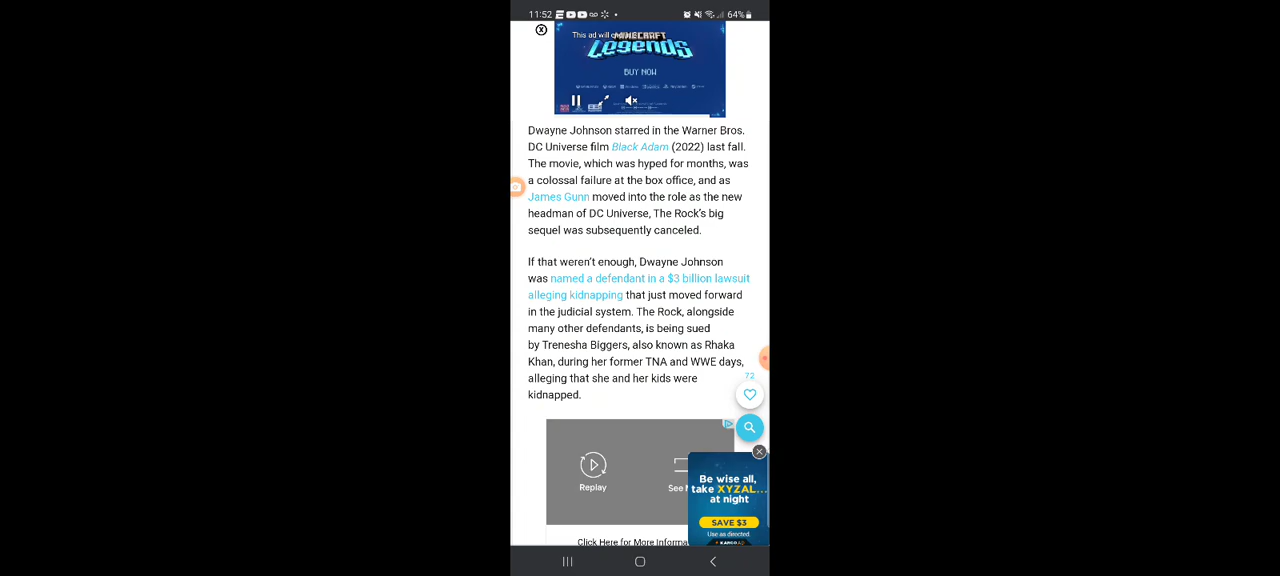 11:52
64%
This ad will
MINECRAFT
Legends
BUY NOW
Dwayne Johnson starred in the Warner Bros.
DC Universe film Black Adam (2022) last fall.
The movie, which was hyped for months, was
a colossal failure at the box office, and as
James Gunn moved into the role as the new
headman of DC Universe, The Rock's big
sequel was subsequently canceled.
If that weren't enough, Dwayne Johnson
was named a defendant in a $3 billion lawsuit
alleging kidnapping that just moved forward
in the judicial system. The Rock, alongside
many other defendants, is being sued
by Trenesha Biggers, also known as Rhaka
Khan, during her former TNA and WWE days,
alleging that she and her kids were
kidnapped.
72
Replay
See
Be wise all,
take XYZAL...
at night
SAVE $3
Use as directed
Click Here for More Informa